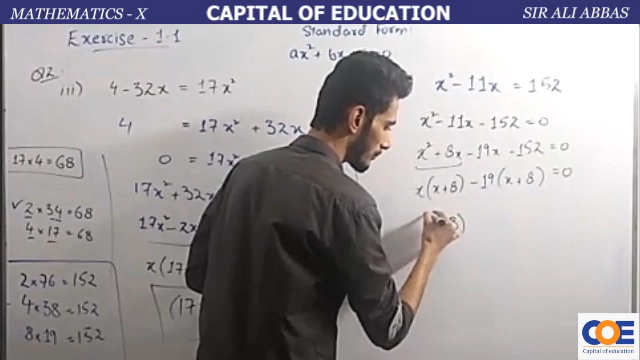 MATHEMATICS - X
CAPITAL OF EDUCATION
SIR ALI ABBAS
Exercise - 1.1
Standard Form:
ax² + bx
= 0
Q2:
iii) 4 - 32x = 17x²
4 = 17x² + 32x
0 = 17x²
17x² + 32x
17x² - 2x
x(17
(17
17 x 4 = 68
✓ 2 x 34 = 68
4 x 17 = 68
2 x 76 = 152
4 x 38 = 152
8 x 19 = 152
x² - 11x = 152
x² - 11x - 152 = 0
x² + 8x - 19x - 152 = 0
x(x+8) - 19(x+8) = 0
8)
COE
Capital of education